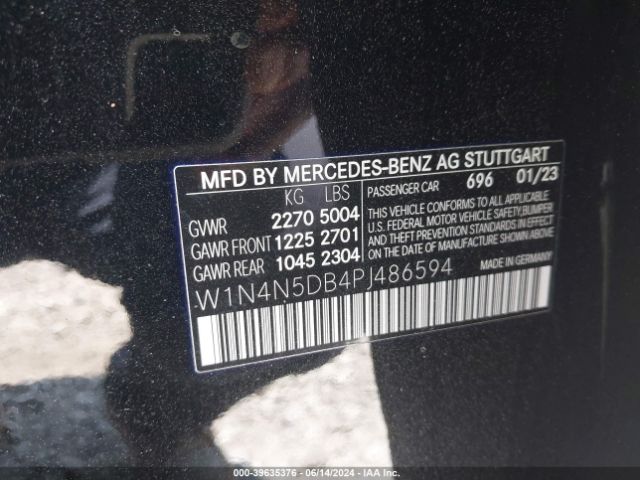 MFD BY MERCEDES-BENZ AG STUTTGART
KG LBS
GVWR 2270 5004
GAWR FRONT 1225 2701
GAWR REAR 1045 2304
PASSENGER CAR 696 01/23
THIS VEHICLE CONFORMS TO ALL APPLICABLE
U.S. FEDERAL MOTOR VEHICLE SAFETY, BUMPER
AND THEFT PREVENTION STANDARDS IN
EFFECT ON THE DATE OF MANUFACTURE
SHOWN ABOVE.
MADE IN GERMANY
W1N4N5DB4PJ486594
000-39635376 - 06/14/2024 - IAA Inc.